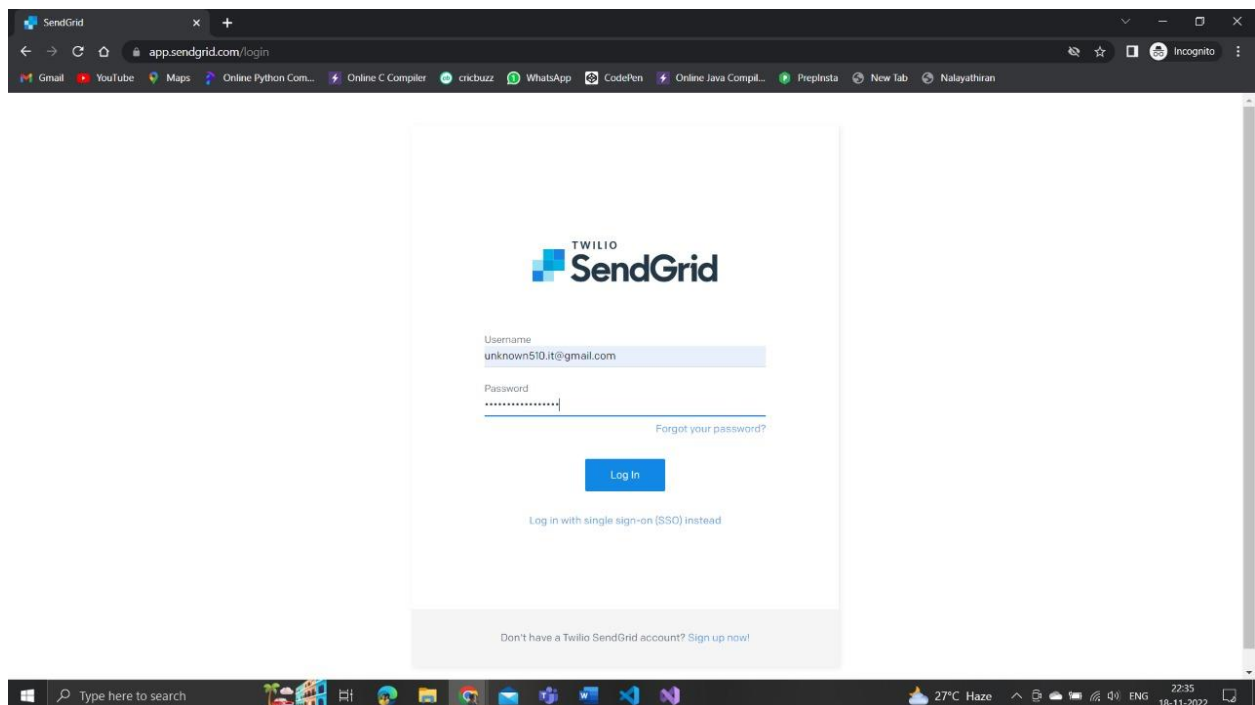 SendGrid
app.sendgrid.com/login
Incognito
Gmail YouTube Maps Online Python Com... Online C Compiler cricbuzz WhatsApp CodePen Online Java Compil... PrepInsta New Tab Nalayathiran
TWILIO
SendGrid
Username
unknown510.it@gmail.com
Password
•••••••••••••••••
Forgot your password?
Log In
Log in with single sign-on (SSO) instead
Don't have a Twilio SendGrid account? Sign up now!
Type here to search
27°C Haze
ENG
22:35
18-11-2022